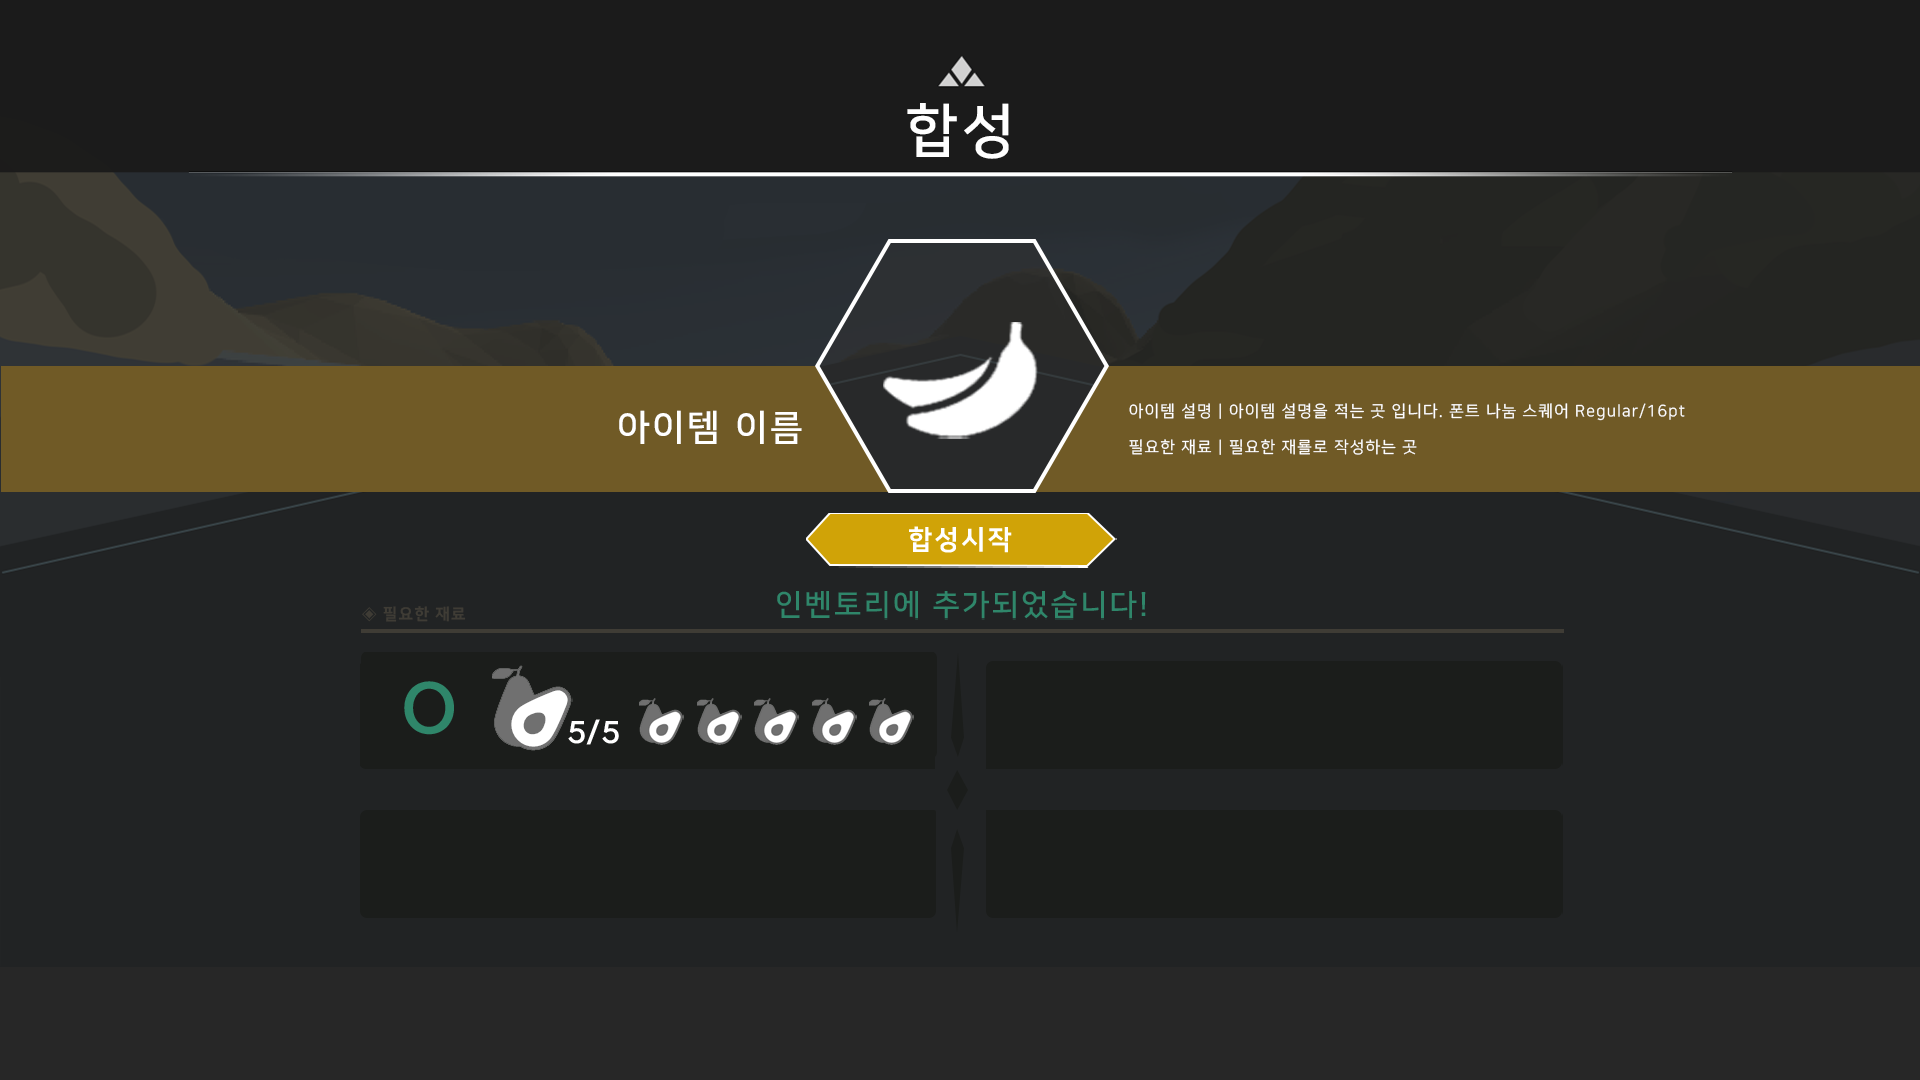 합성
아이템 이름
아이템 설명 | 아이템 설명을 적는 곳 입니다. 폰트 나눔 스퀘어 Regular/16pt
필요한 재료 | 필요한 재룔로 작성하는 곳
합성시작
인벤토리에 추가되었습니다!
◈ 필요한 재료
O
5/5